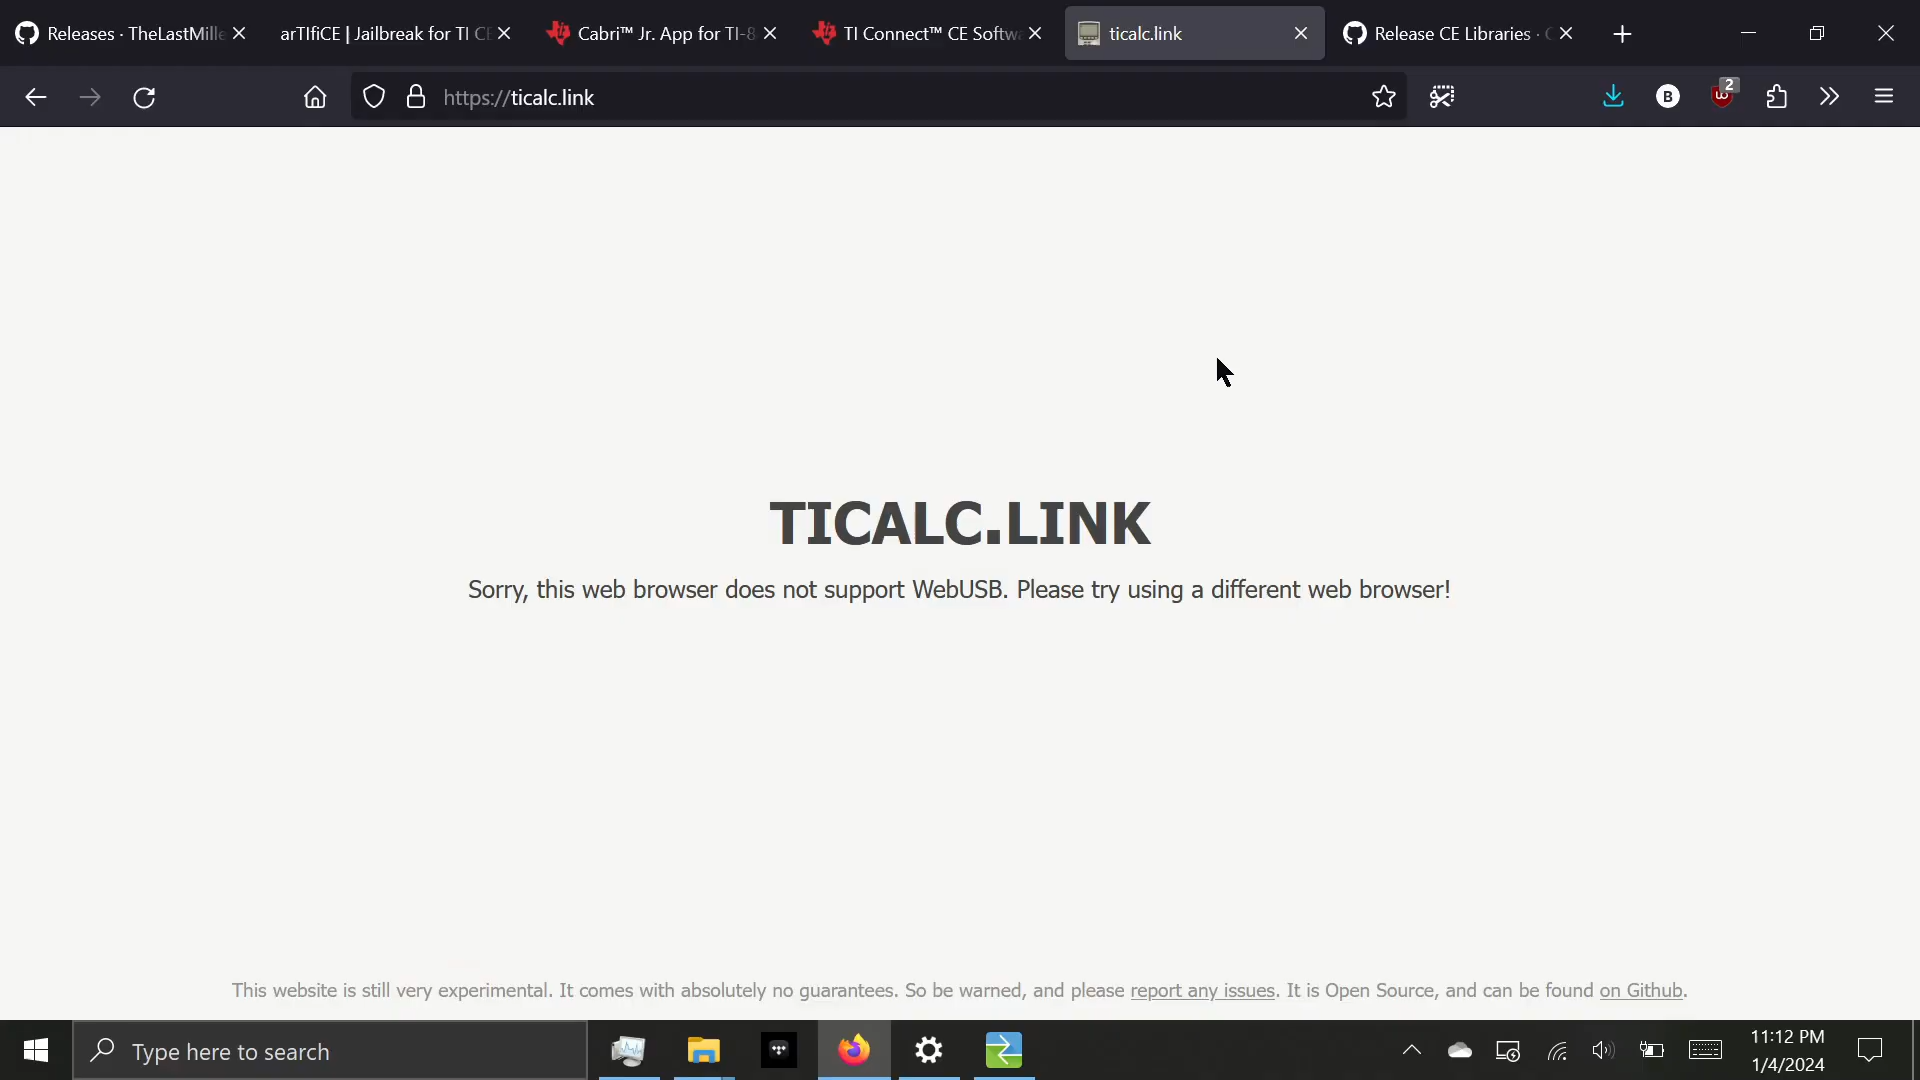 Releases · TheLastMille
arTIfiCE | Jailbreak for TI CE
Cabri™ Jr. App for TI-8
TI Connect™ CE Softwa
ticalc.link
Release CE Libraries · C
https://ticalc.link
B
2
TICALC.LINK
Sorry, this web browser does not support WebUSB. Please try using a different web browser!
This website is still very experimental. It comes with absolutely no guarantees. So be warned, and please report any issues. It is Open Source, and can be found on Github.
Type here to search
11:12 PM
1/4/2024